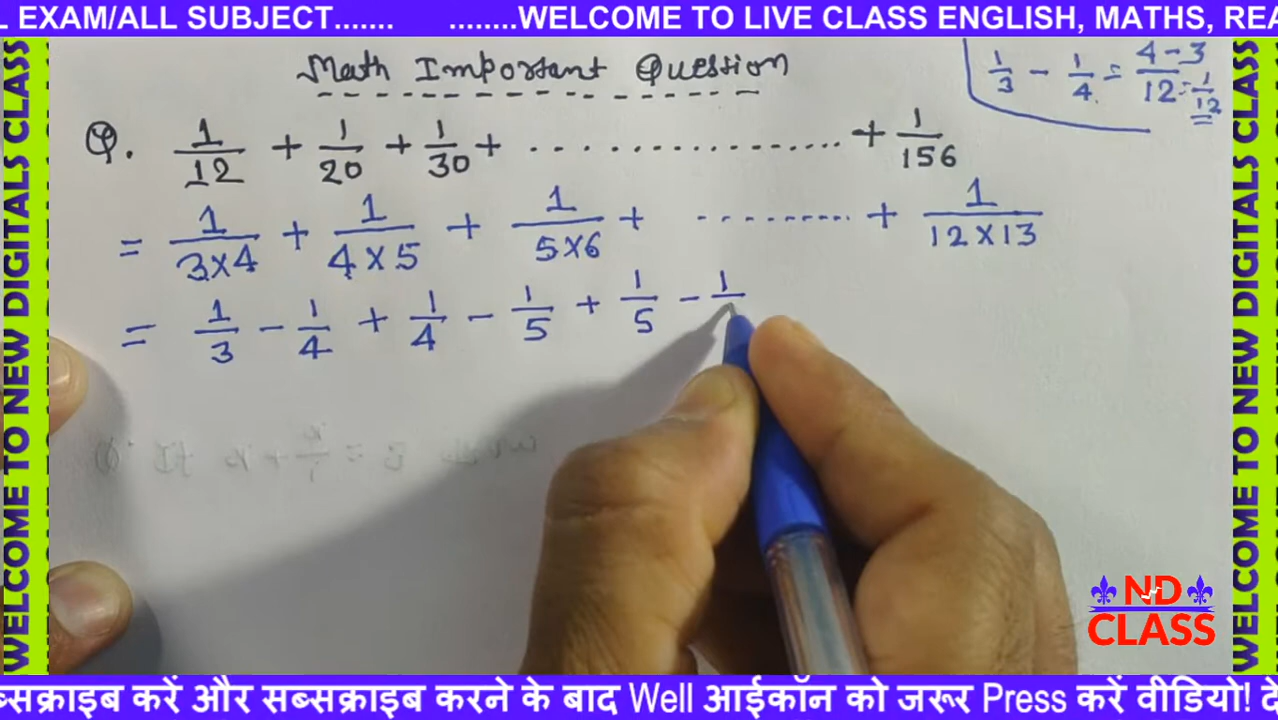 L EXAM/ALL SUBJECT....... ........WELCOME TO LIVE CLASS ENGLISH, MATHS, REA
Math Important Question
1/3 - 1/4 = 4-3/12 = 1/12
Q. 1/12 + 1/20 + 1/30 + ................. + 1/156
= 1/3×4 + 1/4×5 + 1/5×6 + --------- + 1/12×13
= 1/3 - 1/4 + 1/4 - 1/5 + 1/5 - 1
WELCOME TO NEW DIGITALS CLASS
WELCOME TO NEW DIGITALS CLASS
ND
CLASS
ब्सक्राइब करें और सब्सक्राइब करने के बाद Well आईकॉन को जरूर Press करें वीडियो! दे